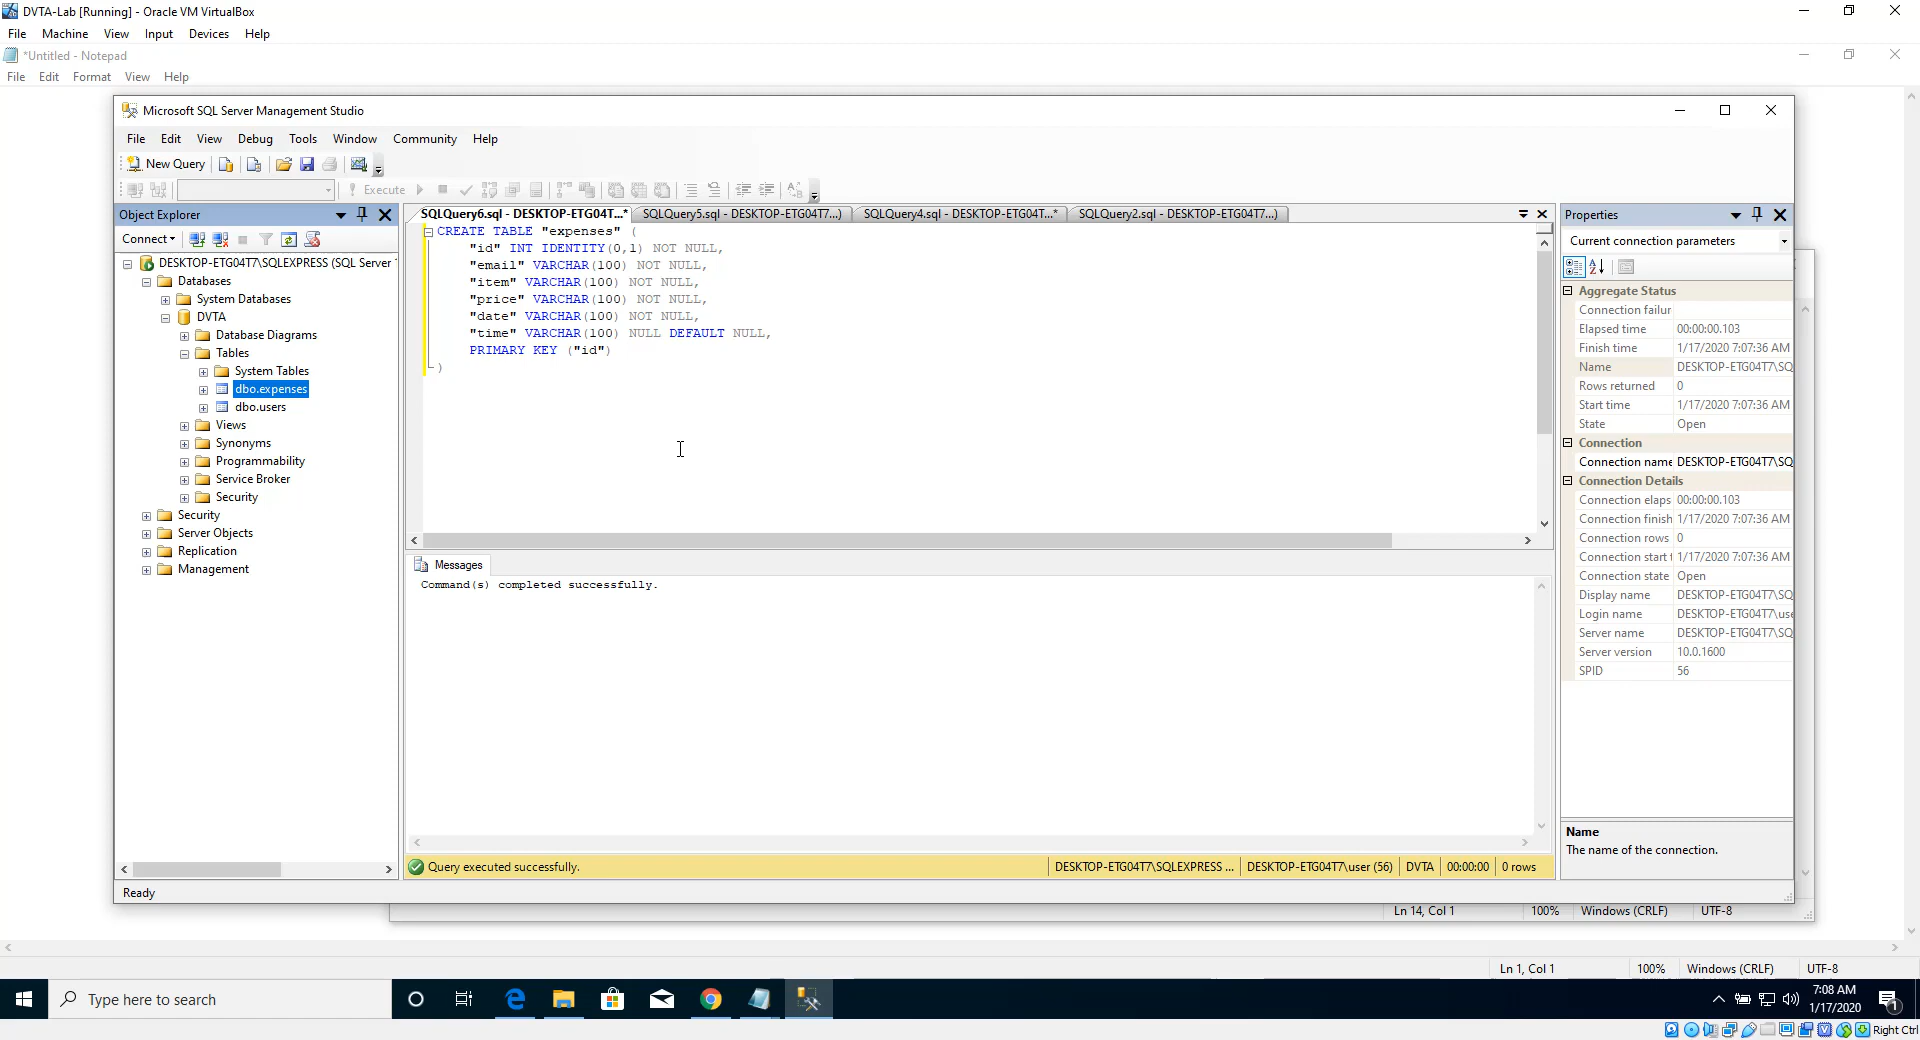 DVTA-Lab [Running] - Oracle VM VirtualBox
File Machine View Input Devices Help
*Untitled - Notepad
File Edit Format View Help
Microsoft SQL Server Management Studio
File Edit View Debug Tools Window Community Help
New Query
Execute
Object Explorer
Connect
DESKTOP-ETG04T7\SQLEXPRESS (SQL Server
Databases
System Databases
DVTA
Database Diagrams
Tables
System Tables
dbo.expenses
dbo.users
Views
Synonyms
Programmability
Service Broker
Security
Security
Server Objects
Replication
Management
SQLQuery6.sql - DESKTOP-ETG04T...* SQLQuery5.sql - DESKTOP-ETG04T7...) SQLQuery4.sql - DESKTOP-ETG04T...* SQLQuery2.sql - DESKTOP-ETG04T7...)
CREATE TABLE "expenses" (
"id" INT IDENTITY(0,1) NOT NULL,
"email" VARCHAR(100) NOT NULL,
"item" VARCHAR(100) NOT NULL,
"price" VARCHAR(100) NOT NULL,
"date" VARCHAR(100) NOT NULL,
"time" VARCHAR(100) NULL DEFAULT NULL,
PRIMARY KEY ("id")
)
Messages
Command(s) completed successfully.
Query executed successfully. DESKTOP-ETG04T7\SQLEXPRESS ... DESKTOP-ETG04T7\user (56) DVTA 00:00:00 0 rows
Properties
Current connection parameters
Aggregate Status
Connection failur
Elapsed time 00:00:00.103
Finish time 1/17/2020 7:07:36 AM
Name DESKTOP-ETG04T7\SQ
Rows returned 0
Start time 1/17/2020 7:07:36 AM
State Open
Connection
Connection name DESKTOP-ETG04T7\SQ
Connection Details
Connection elaps 00:00:00.103
Connection finish 1/17/2020 7:07:36 AM
Connection rows 0
Connection start t 1/17/2020 7:07:36 AM
Connection state Open
Display name DESKTOP-ETG04T7\SQ
Login name DESKTOP-ETG04T7\use
Server name DESKTOP-ETG04T7\SQ
Server version 10.0.1600
SPID 56
Name
The name of the connection.
Ready
Ln 14, Col 1 100% Windows (CRLF) UTF-8
Ln 1, Col 1 100% Windows (CRLF) UTF-8
Type here to search
7:08 AM
1/17/2020
1
Right Ctrl